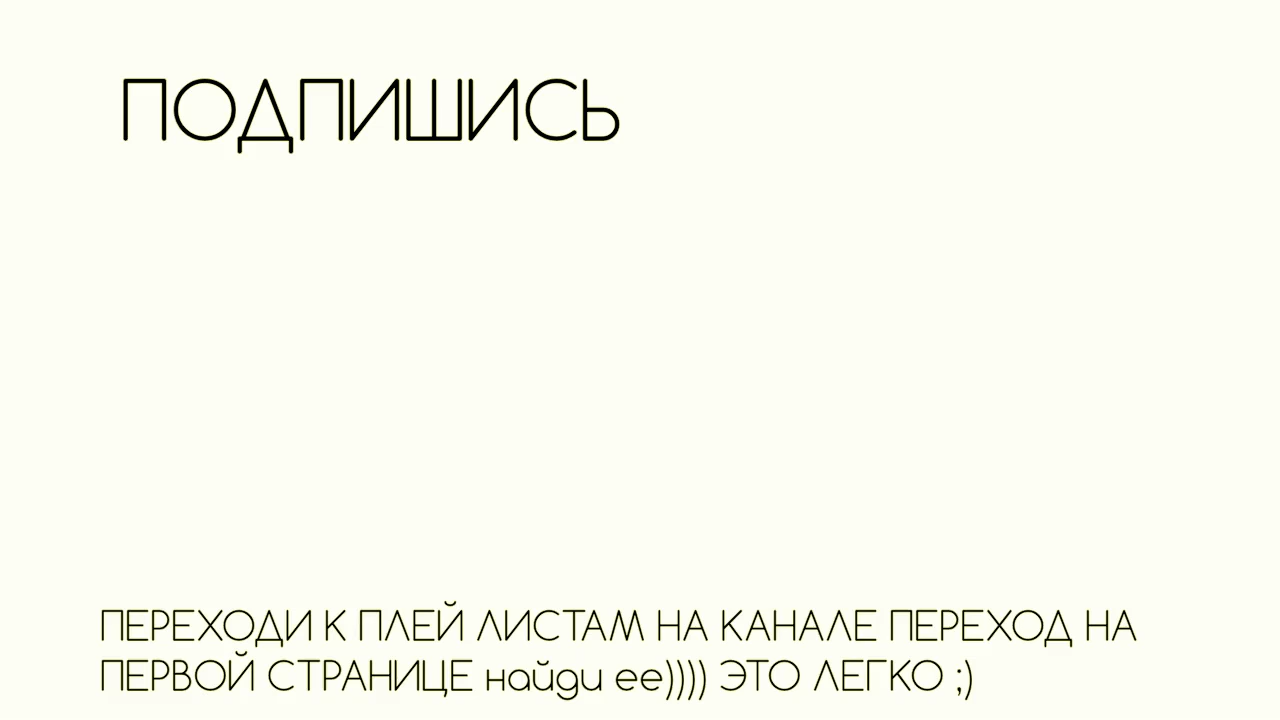 ПОДПИШИСЬ
ПЕРЕХОДИ К ПЛЕЙ ЛИСТАМ НА КАНАЛЕ ПЕРЕХОД НА
ПЕРВОЙ СТРАНИЦЕ найди ее)))) ЭТО ЛЕГКО ;)